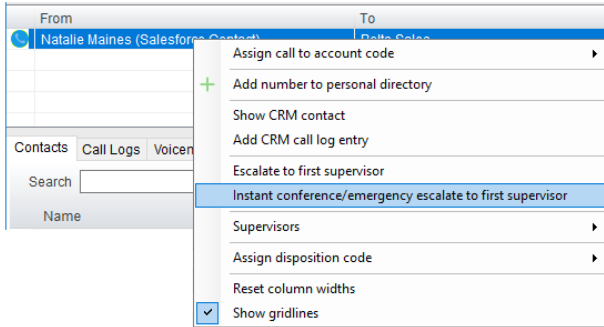 From To
Natalie Maines (Salesforce Contact)
Assign call to account code
Add number to personal directory
Show CRM contact
Add CRM call log entry
Contacts Call Logs
Escalate to first supervisor
Search
Instant conference/emergency escalate to first supervisor
Name
Supervisors
Assign disposition code
Reset column widths
Show gridlines